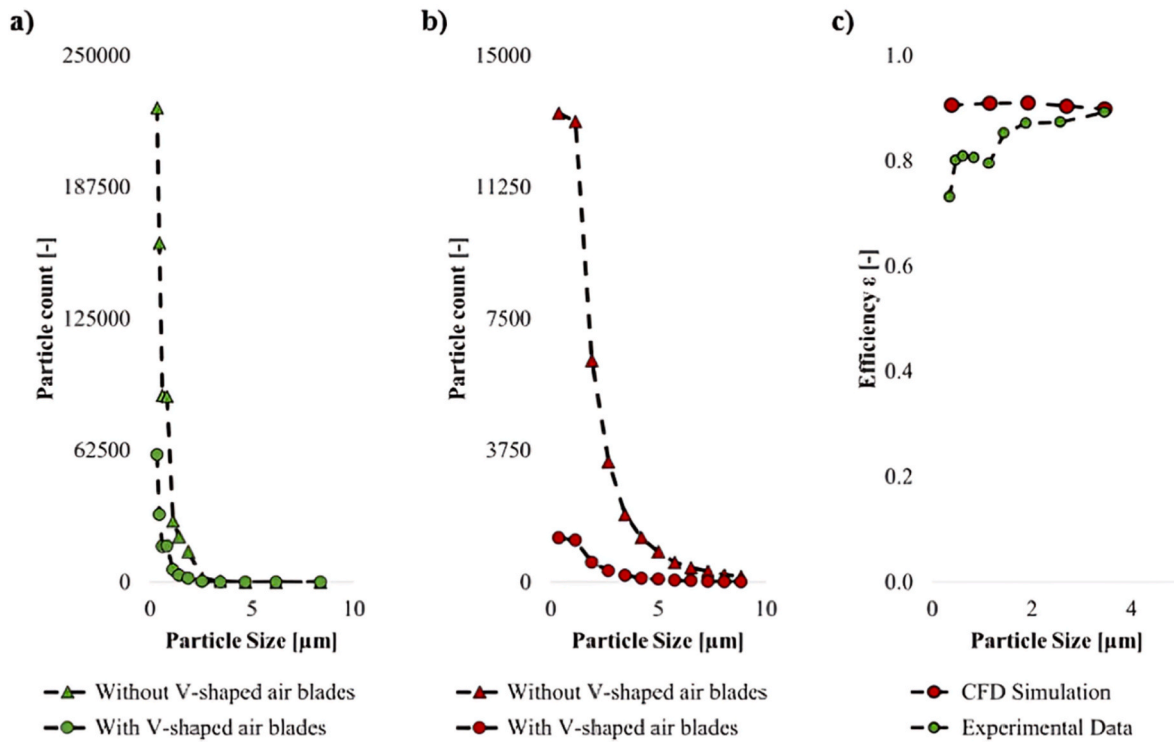 a)
250000
187500
125000
62500
0
Particle count [-]
0 5 10
Particle Size [µm]
Without V-shaped air blades
With V-shaped air blades
b)
15000
11250
7500
3750
0
Particle count [-]
0 5 10
Particle Size [µm]
Without V-shaped air blades
With V-shaped air blades
c)
1.0
0.8
0.6
0.4
0.2
0.0
Efficiency ε [-]
0 2 4
Particle Size [µm]
CFD Simulation
Experimental Data